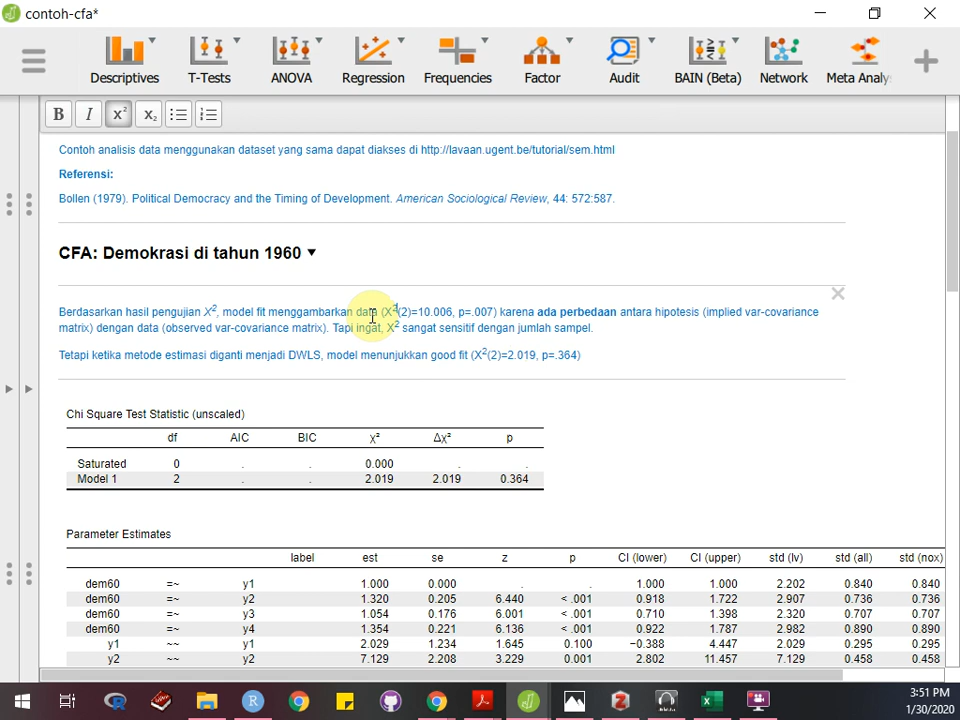 contoh-cfa*
Descriptives T-Tests ANOVA Regression Frequencies Factor Audit BAIN (Beta) Network Meta Analy
B I x² x₂
Contoh analisis data menggunakan dataset yang sama dapat diakses di http://lavaan.ugent.be/tutorial/sem.html
Referensi:
Bollen (1979). Political Democracy and the Timing of Development. American Sociological Review, 44: 572:587.
CFA: Demokrasi di tahun 1960
Berdasarkan hasil pengujian X², model fit menggambarkan data (X²(2)=10.006, p=.007) karena ada perbedaan antara hipotesis (implied var-covariance
matrix) dengan data (observed var-covariance matrix). Tapi ingat, X² sangat sensitif dengan jumlah sampel.
Tetapi ketika metode estimasi diganti menjadi DWLS, model menunjukkan good fit (X²(2)=2.019, p=.364)
Chi Square Test Statistic (unscaled)
df AIC BIC χ² Δχ² p
Saturated 0 . . 0.000 . .
Model 1 2 . . 2.019 2.019 0.364
Parameter Estimates
label est se z p CI (lower) CI (upper) std (lv) std (all) std (nox)
dem60 =~ y1 1.000 0.000 . . 1.000 1.000 2.202 0.840 0.840
dem60 =~ y2 1.320 0.205 6.440 < .001 0.918 1.722 2.907 0.736 0.736
dem60 =~ y3 1.054 0.176 6.001 < .001 0.710 1.398 2.320 0.707 0.707
dem60 =~ y4 1.354 0.221 6.136 < .001 0.922 1.787 2.982 0.890 0.890
y1 ~~ y1 2.029 1.234 1.645 0.100 −0.388 4.447 2.029 0.295 0.295
y2 ~~ y2 7.129 2.208 3.229 0.001 2.802 11.457 7.129 0.458 0.458
3:51 PM
1/30/2020